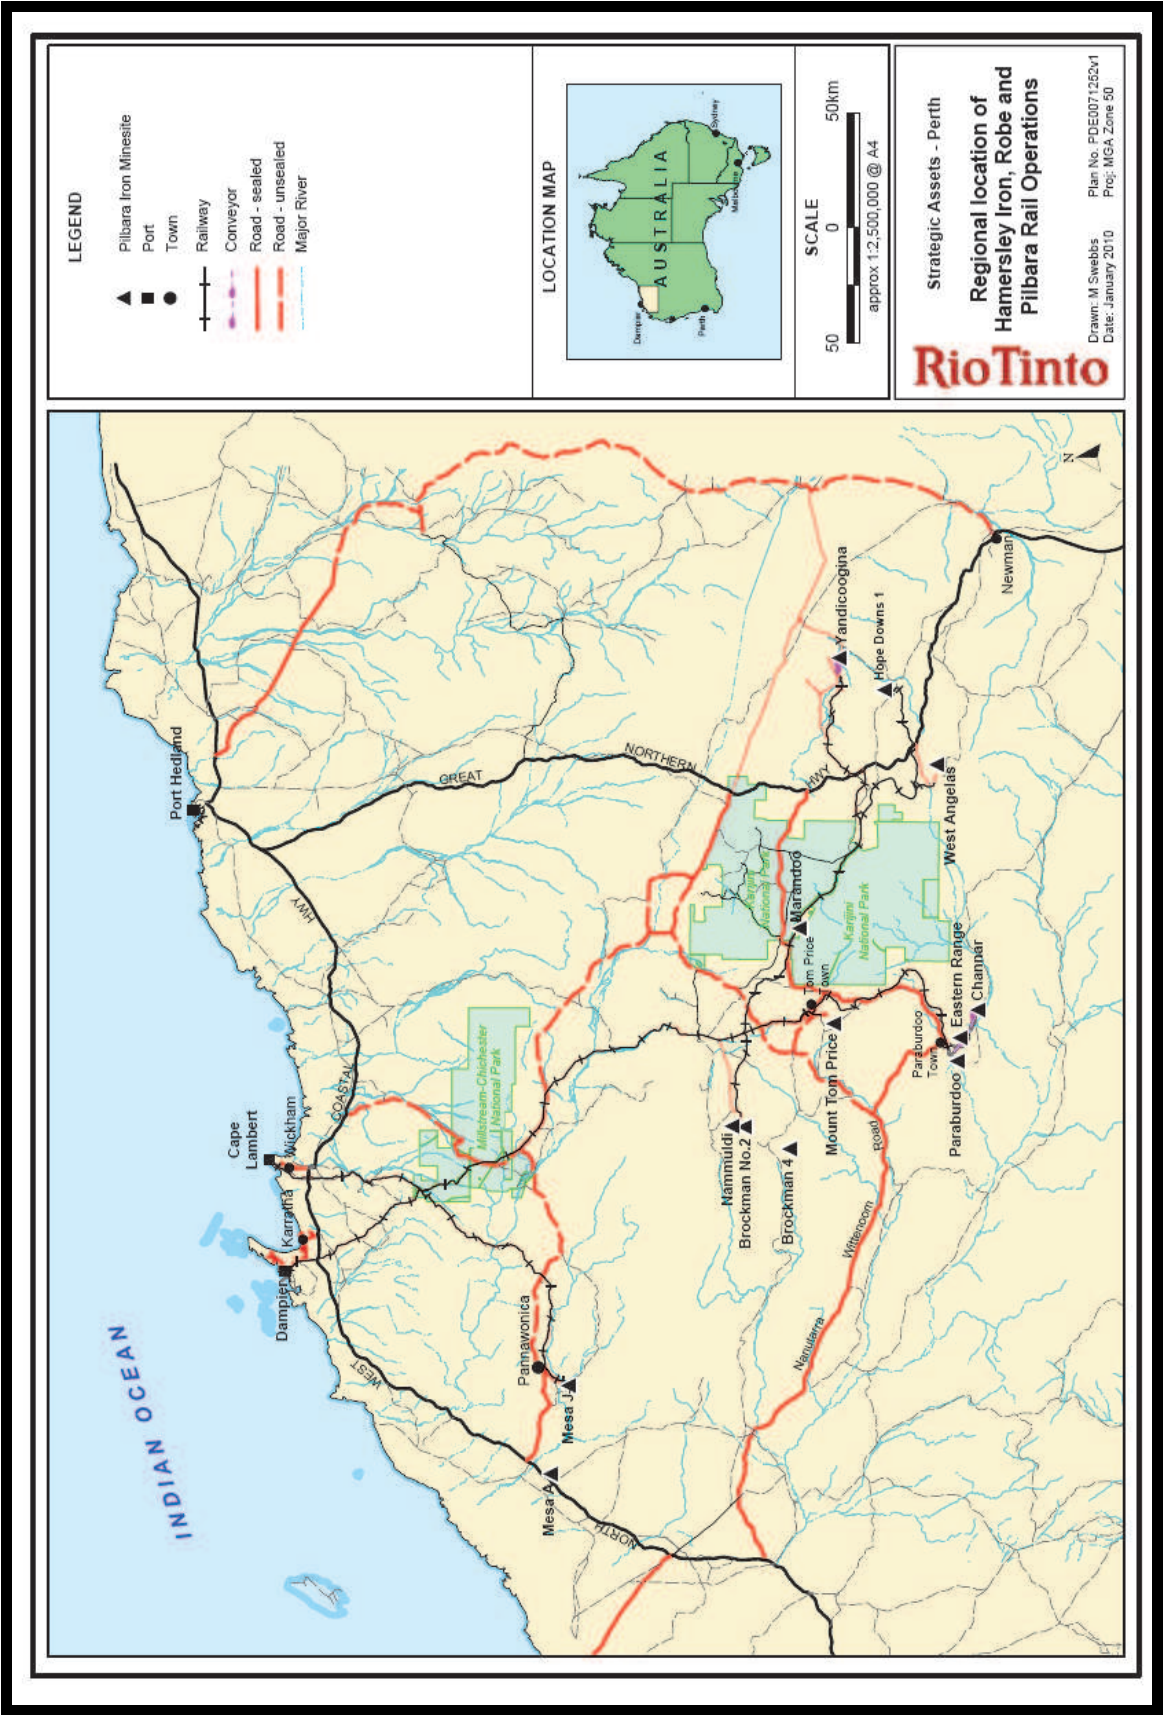 LEGEND
Pilbara Iron Minesite
Port
Town
Railway
Conveyor
Road - sealed
Road - unsealed
Major River
LOCATION MAP
AUSTRALIA
Dampier
Perth
Melbourne
Sydney
SCALE
50
0
50km
approx 1:2,500,000 @ A4
RioTinto
Strategic Assets - Perth
Regional location of
Hamersley Iron, Robe and
Pilbara Rail Operations
Drawn: M Swebbs
Plan No. PDE0071252v1
Date: January 2010
Proj: MGA Zone 50
INDIAN OCEAN
Dampier
Karratha
Cape
Lambert
Wickham
Port Hedland
NORTH
WEST
COASTAL
HWY
GREAT
NORTHERN
HWY
Millstream-Chichester
National Park
Pannawonica
Mesa J
Mesa A
Nammuldi
Brockman No.2
Brockman 4
Mount Tom Price
Tom Price
Town
Marandoo
Karijini
National Park
Karijini
National Park
Yandicoogina
Hope Downs 1
West Angelas
Newman
Paraburdoo
Town
Paraburdoo
Eastern Range
Channar
Nanutarra
Wittenoom
Road
N